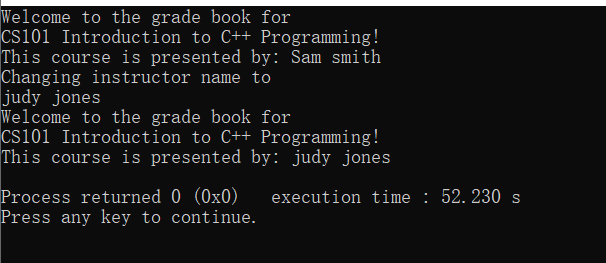 Welcome to the grade book for
CS101 Introduction to C++ Programming!
This course is presented by: Sam smith
Changing instructor name to
judy jones
Welcome to the grade book for
CS101 Introduction to C++ Programming!
This course is presented by: judy jones
Process returned 0 (0x0)   execution time : 52.230 s
Press any key to continue.